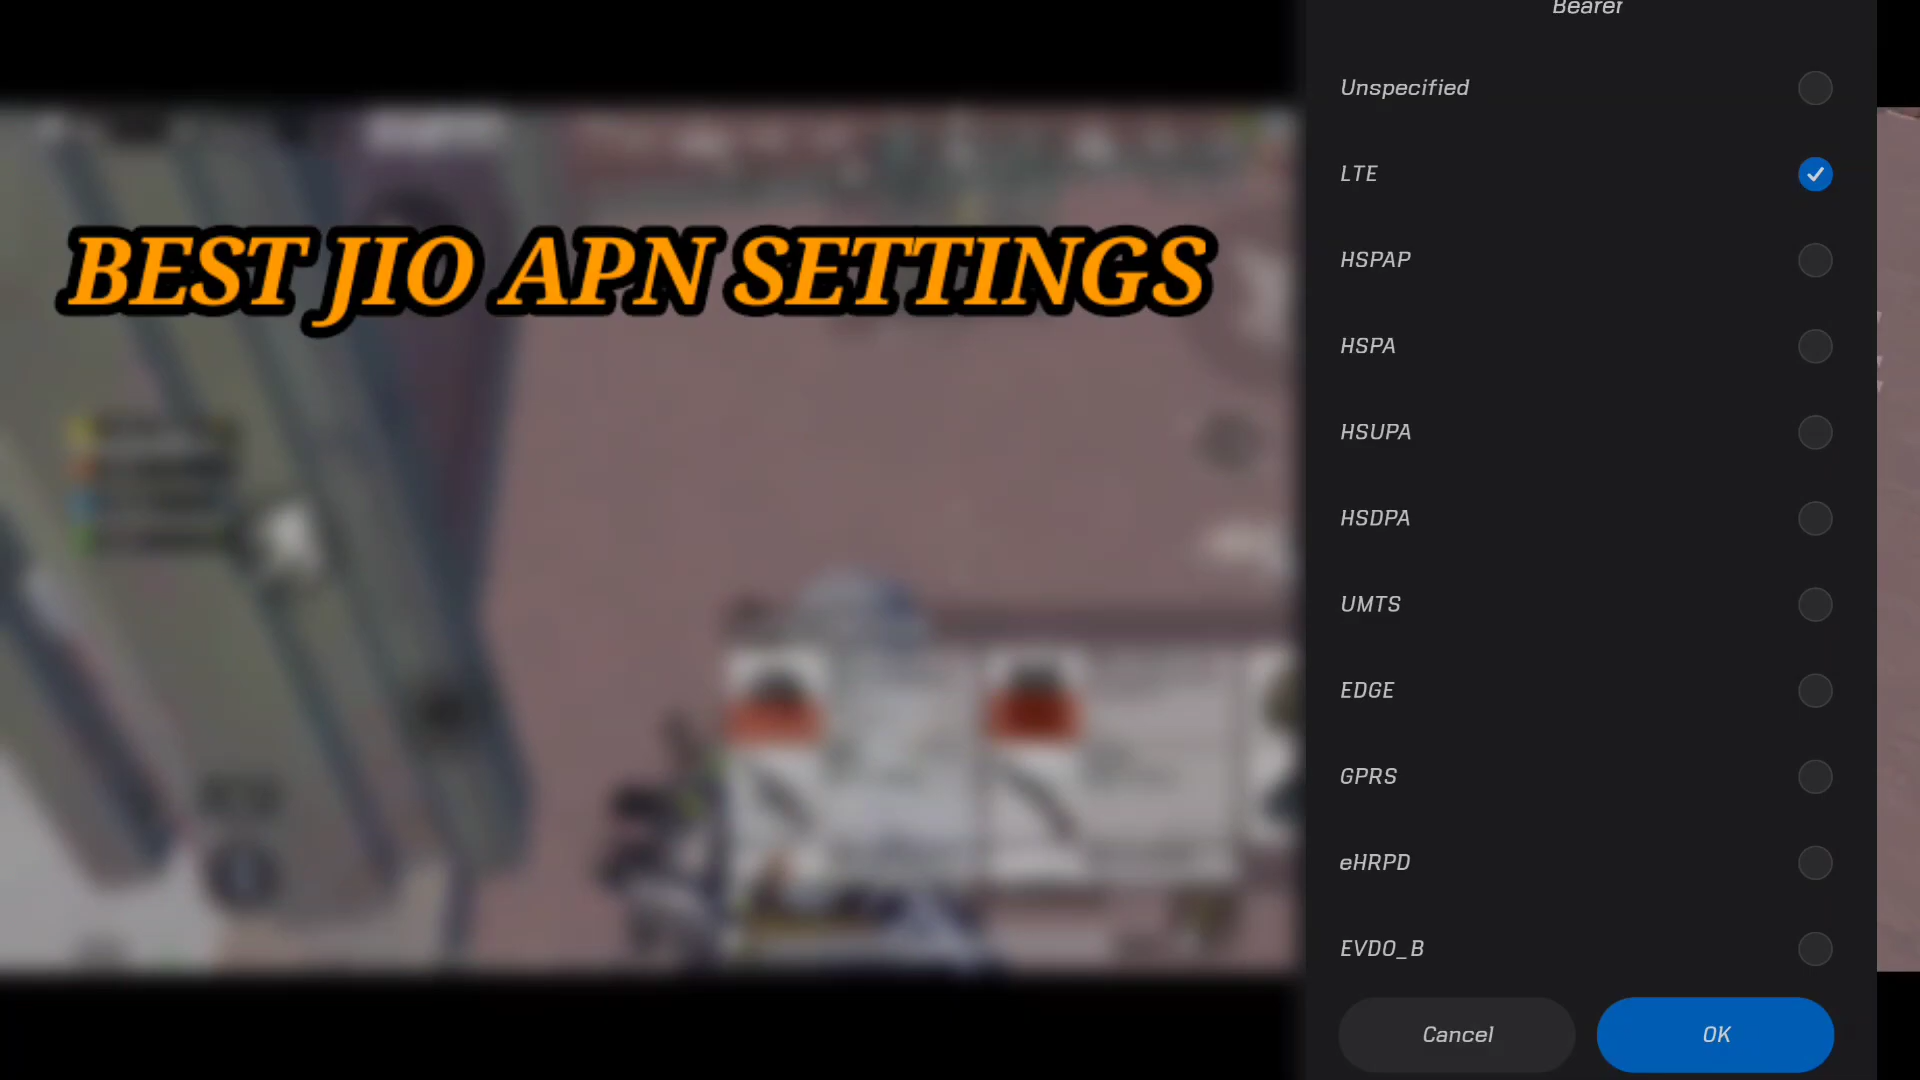 Bearer
Unspecified
BEST JIO APN SETTINGS
LTE
HSPAP
HSPA
HSUPA
HSDPA
UMTS
EDGE
GPRS
eHRPD
EVDO_B
Cancel
OK